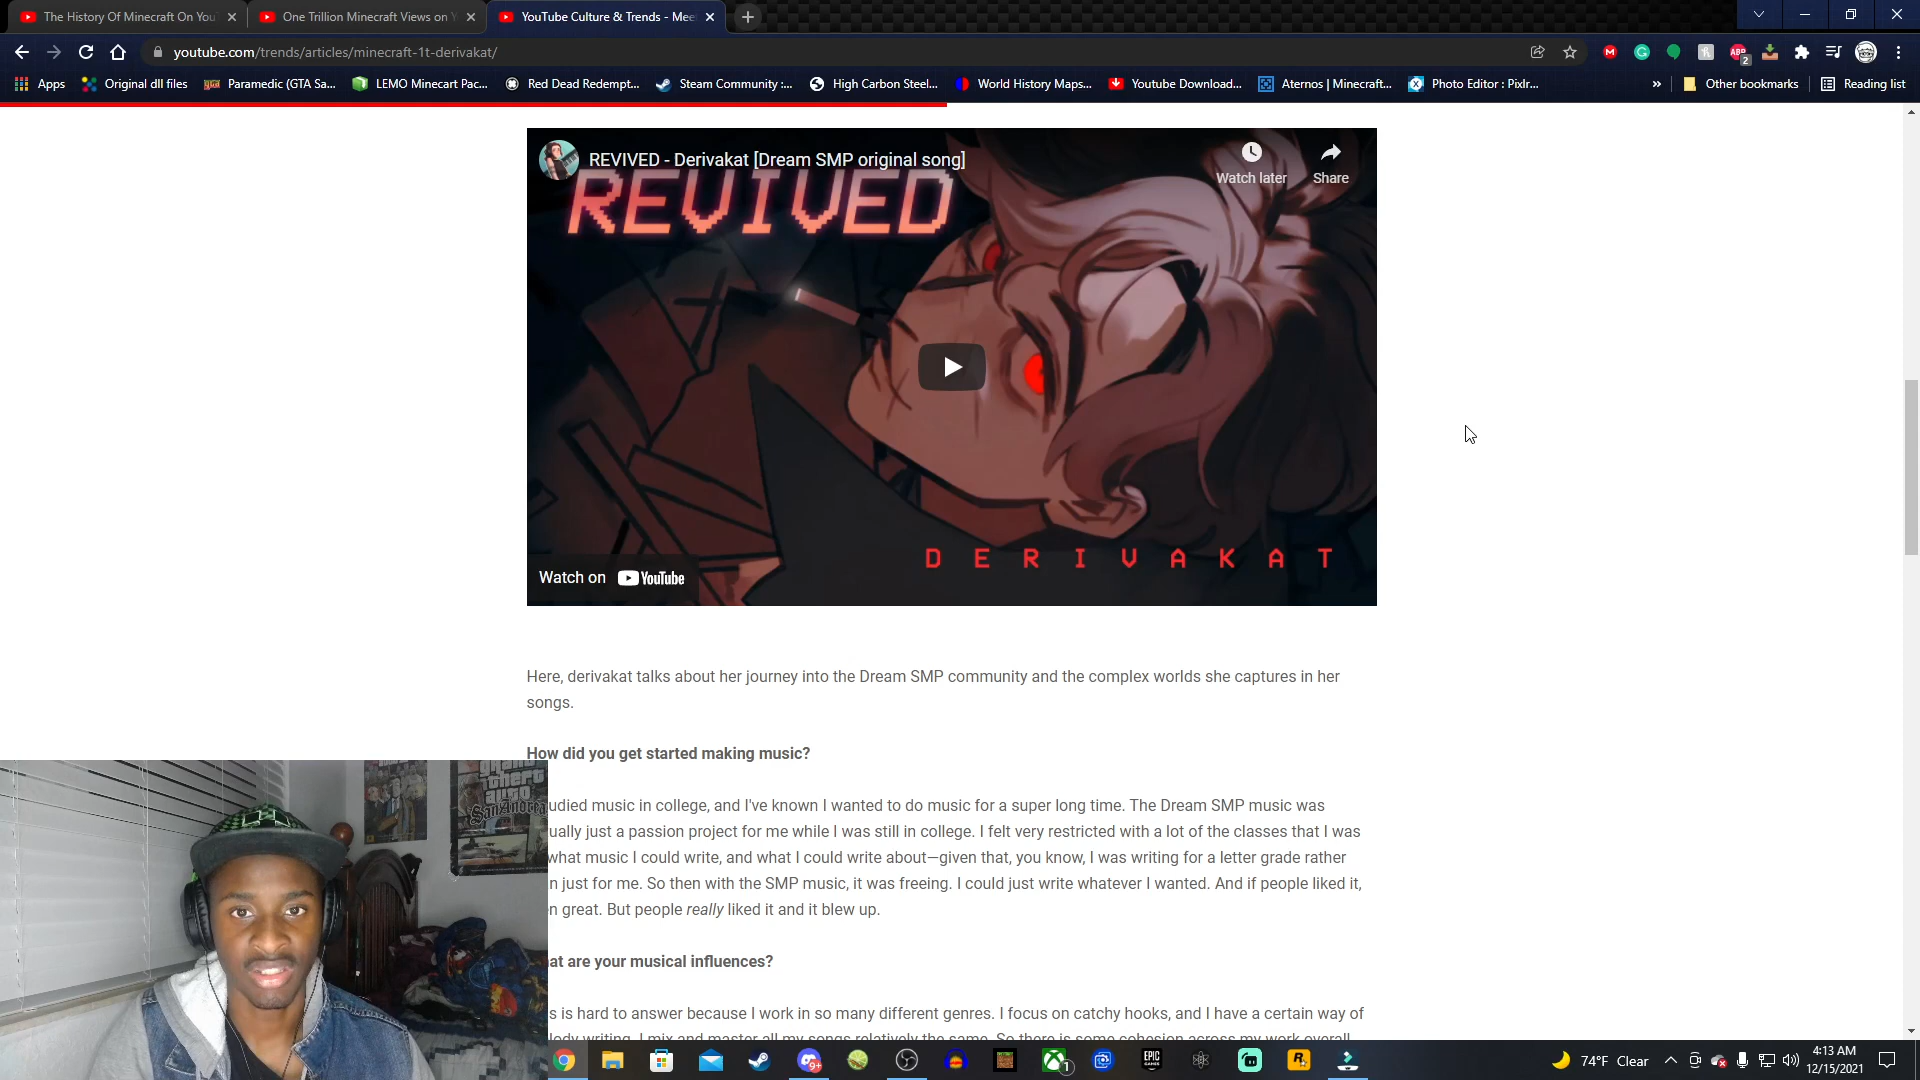 The History Of Minecraft On You
One Trillion Minecraft Views on Y
YouTube Culture & Trends - Mee
youtube.com/trends/articles/minecraft-1t-derivakat/
ABP
2
Apps
Original dll files
Paramedic (GTA Sa...
LEMO Minecart Pac...
Red Dead Redempt...
Steam Community :...
High Carbon Steel...
World History Maps...
Youtube Download...
Aternos | Minecraft...
Photo Editor : Pixlr...
»
Other bookmarks
Reading list
REVIVED - Derivakat [Dream SMP original song]
Watch later
Share
REVIVED
DERIVAKAT
Watch on YouTube
Here, derivakat talks about her journey into the Dream SMP community and the complex worlds she captures in her
songs.
How did you get started making music?
udied music in college, and I've known I wanted to do music for a super long time. The Dream SMP music was
ually just a passion project for me while I was still in college. I felt very restricted with a lot of the classes that I was
what music I could write, and what I could write about—given that, you know, I was writing for a letter grade rather
n just for me. So then with the SMP music, it was freeing. I could just write whatever I wanted. And if people liked it,
n great. But people really liked it and it blew up.
at are your musical influences?
s is hard to answer because I work in so many different genres. I focus on catchy hooks, and I have a certain way of
lody writing. I mix and master all my songs relatively the same. So there is some cohesion across my work overall
grand
theft
auto
San Andreas
9+
1
EPIC
GAMES
R
74°F Clear
4:13 AM
12/15/2021